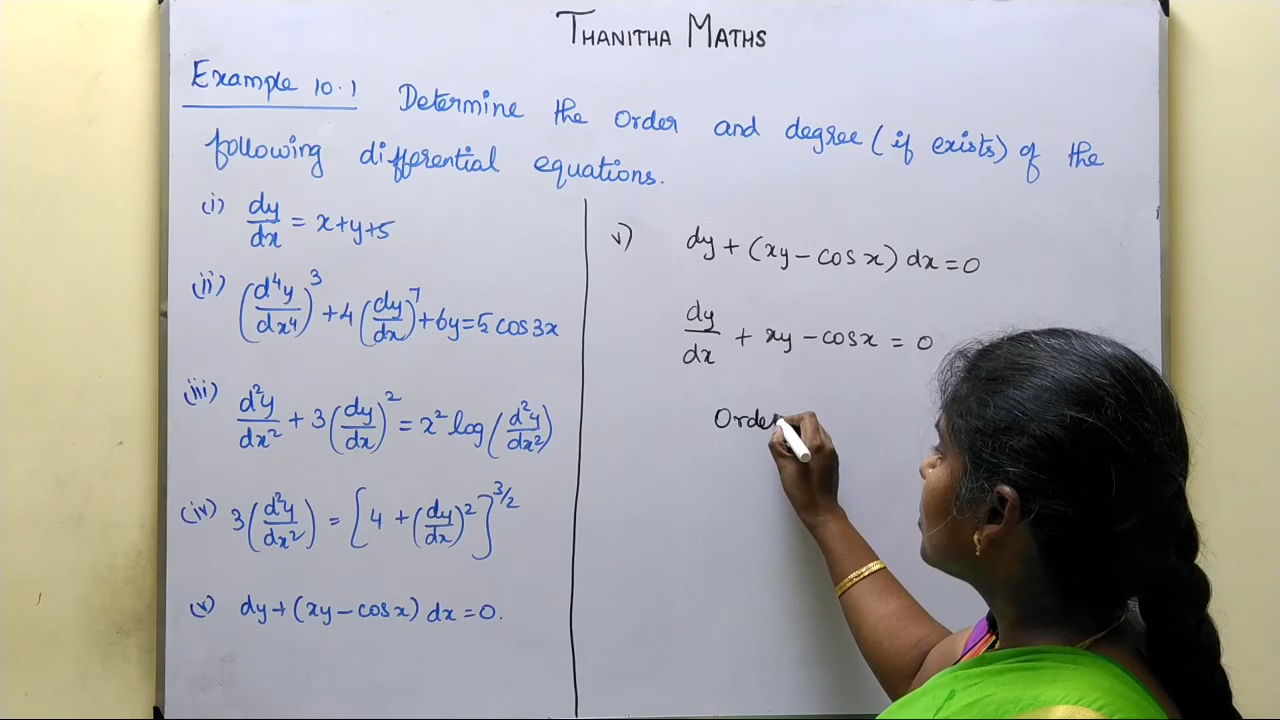 THANITHA MATHS
Example 10.1 Determine the order and degree (if exists) of the
following differential equations.
(i) dy/dx = x+y+5
(ii) (d⁴y/dx⁴)³ + 4(dy/dx)⁷ + 6y = 5 cos 3x
(iii) d²y/dx² + 3(dy/dx)² = x² log(d²y/dx²)
(iv) 3(d²y/dx²) = [4 + (dy/dx)²]^3/2
(v) dy + (xy - cos x) dx = 0.
v) dy + (xy - cos x) dx = 0
dy/dx + xy - cos x = 0
Order